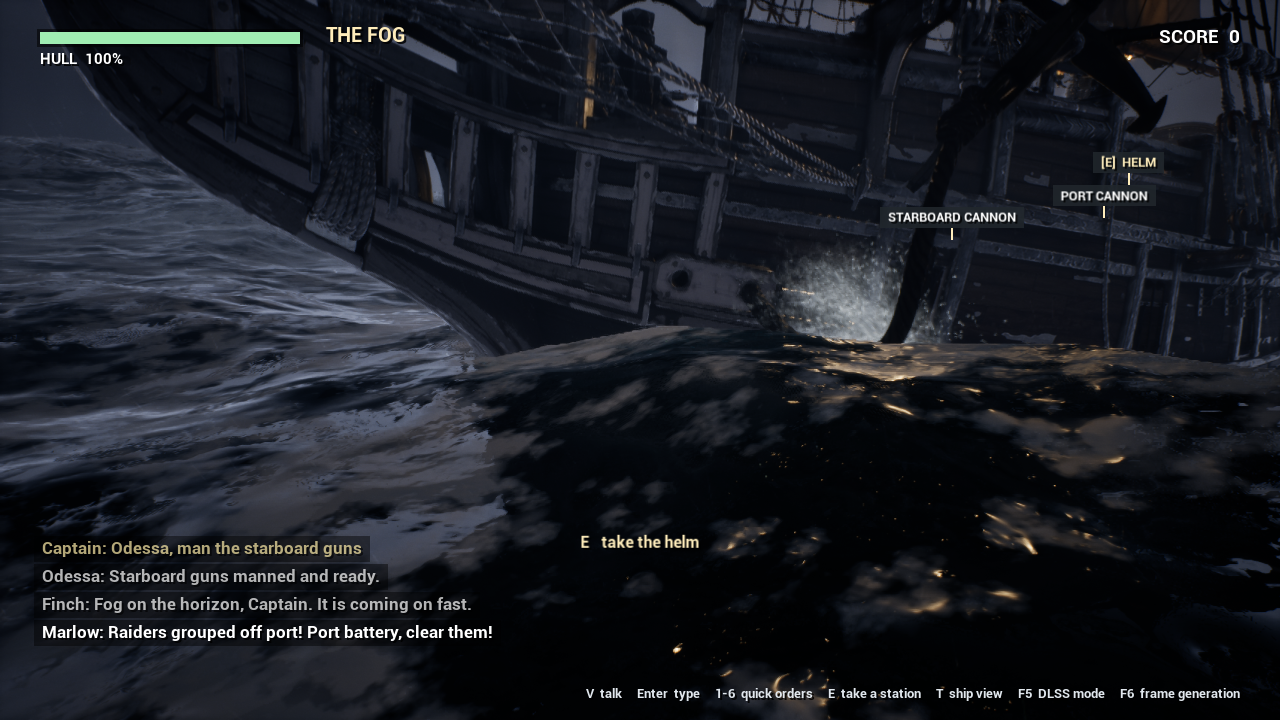 THE FOG
SCORE 0
HULL 100%
[E] HELM
PORT CANNON
STARBOARD CANNON
E take the helm
Captain: Odessa, man the starboard guns
Odessa: Starboard guns manned and ready.
Finch: Fog on the horizon, Captain. It is coming on fast.
Marlow: Raiders grouped off port! Port battery, clear them!
V talk Enter type 1-6 quick orders E take a station T ship view F5 DLSS mode F6 frame generation